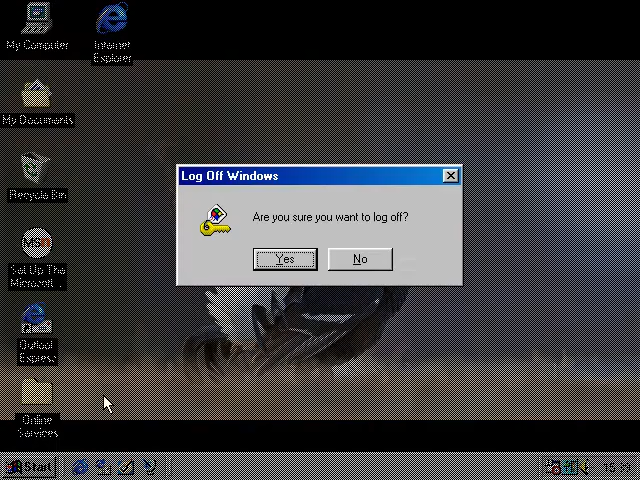 My Computer
Internet
Explorer
My Documents
Recycle Bin
Log Off Windows
Are you sure you want to log off?
Yes
No
Set Up The
Microsoft ...
Outlook
Express
Online
Services
Start